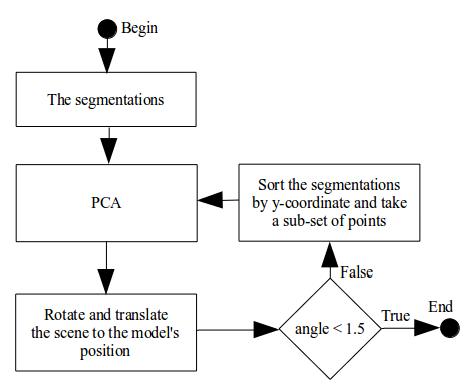 Begin
The segmentations
PCA
Sort the segmentations
by y-coordinate and take
a sub-set of points
False
Rotate and translate
the scene to the model's
position
angle < 1.5
True
End